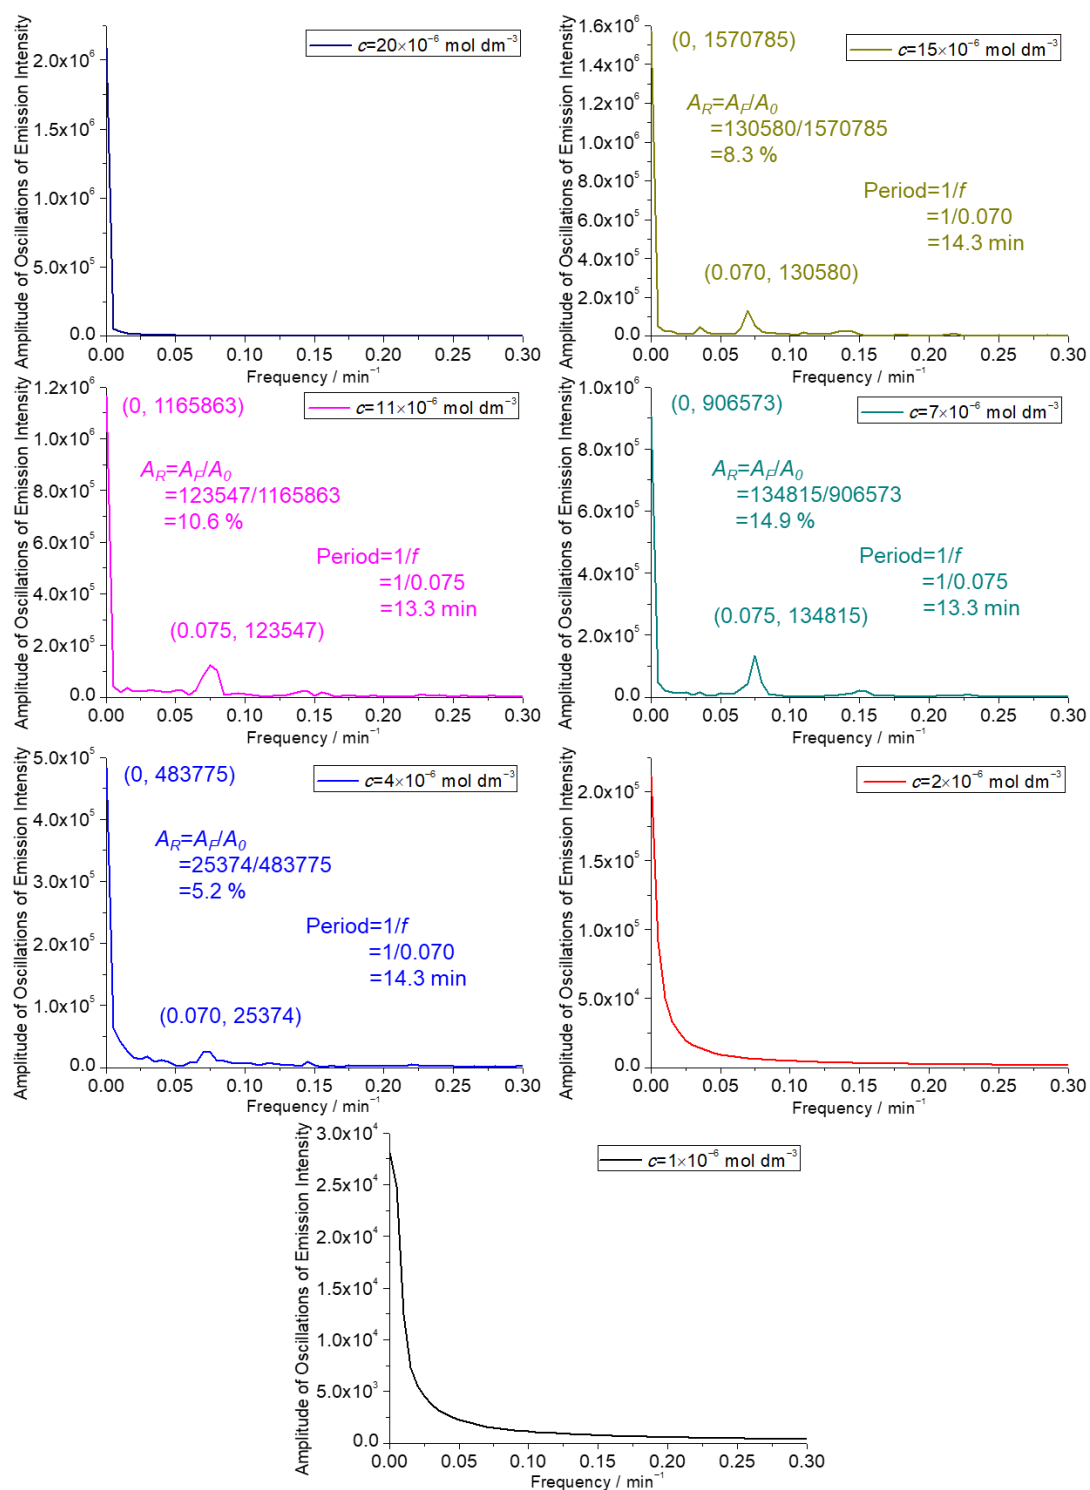 Amplitude of Oscillations of Emission Intensity
c=20×10⁻⁶ mol dm⁻³
2.0x10⁶
1.5x10⁶
1.0x10⁶
5.0x10⁵
0.0
0.00 0.05 0.10 0.15 0.20 0.25 0.30
Frequency / min⁻¹
Amplitude of Oscillations of Emission Intensity
c=15×10⁻⁶ mol dm⁻³
(0, 1570785)
A_R=A_F/A_0
=130580/1570785
=8.3 %
Period=1/f
=1/0.070
=14.3 min
(0.070, 130580)
1.6x10⁶
1.4x10⁶
1.2x10⁶
1.0x10⁶
8.0x10⁵
6.0x10⁵
4.0x10⁵
2.0x10⁵
0.0
0.00 0.05 0.10 0.15 0.20 0.25 0.30
Frequency / min⁻¹
Amplitude of Oscillations of Emission Intensity
c=11×10⁻⁶ mol dm⁻³
(0, 1165863)
A_R=A_F/A_0
=123547/1165863
=10.6 %
Period=1/f
=1/0.075
=13.3 min
(0.075, 123547)
1.2x10⁶
1.0x10⁶
8.0x10⁵
6.0x10⁵
4.0x10⁵
2.0x10⁵
0.0
0.00 0.05 0.10 0.15 0.20 0.25 0.30
Frequency / min⁻¹
Amplitude of Oscillations of Emission Intensity
c=7×10⁻⁶ mol dm⁻³
(0, 906573)
A_R=A_F/A_0
=134815/906573
=14.9 %
Period=1/f
=1/0.075
=13.3 min
(0.075, 134815)
1.0x10⁶
8.0x10⁵
6.0x10⁵
4.0x10⁵
2.0x10⁵
0.0
0.00 0.05 0.10 0.15 0.20 0.25 0.30
Frequency / min⁻¹
Amplitude of Oscillations of Emission Intensity
c=4×10⁻⁶ mol dm⁻³
(0, 483775)
A_R=A_F/A_0
=25374/483775
=5.2 %
Period=1/f
=1/0.070
=14.3 min
(0.070, 25374)
5.0x10⁵
4.0x10⁵
3.0x10⁵
2.0x10⁵
1.0x10⁵
0.0
0.00 0.05 0.10 0.15 0.20 0.25 0.30
Frequency / min⁻¹
Amplitude of Oscillations of Emission Intensity
c=2×10⁻⁶ mol dm⁻³
2.0x10⁵
1.5x10⁵
1.0x10⁵
5.0x10⁴
0.0
0.00 0.05 0.10 0.15 0.20 0.25 0.30
Frequency / min⁻¹
Amplitude of Oscillations of Emission Intensity
c=1×10⁻⁶ mol dm⁻³
3.0x10⁴
2.5x10⁴
2.0x10⁴
1.5x10⁴
1.0x10⁴
5.0x10³
0.0
0.00 0.05 0.10 0.15 0.20 0.25 0.30
Frequency / min⁻¹